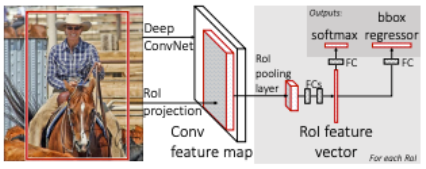 Deep
ConvNet
RoI
projection
Conv
feature map
RoI
pooling
layer
FCs
RoI feature
vector
Outputs:
softmax
bbox
regressor
FC
FC
For each RoI